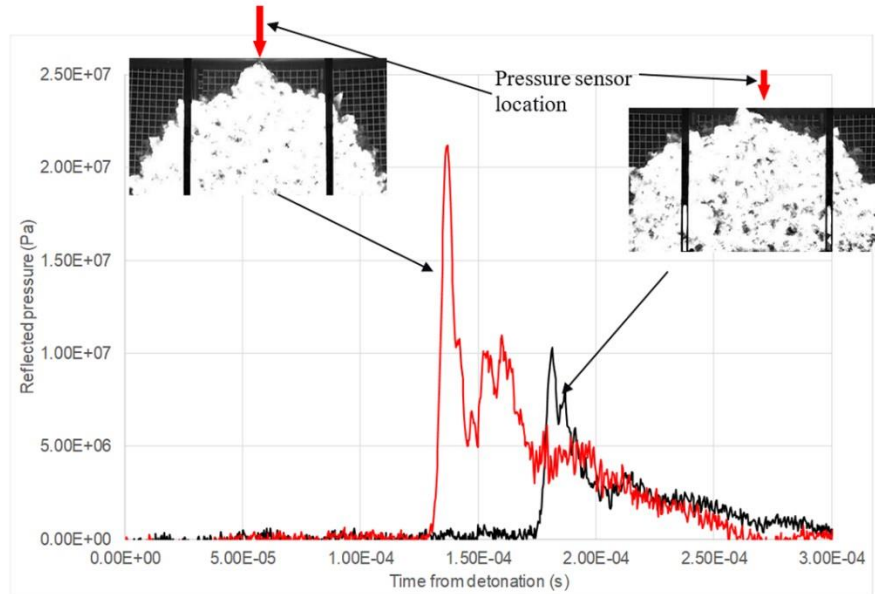 2.50E+07
2.00E+07
1.50E+07
1.00E+07
5.00E+06
0.00E+00
Reflected pressure (Pa)
Pressure sensor
location
0.00E+00 5.00E-05 1.00E-04 1.50E-04 2.00E-04 2.50E-04 3.00E-04
Time from detonation (s)